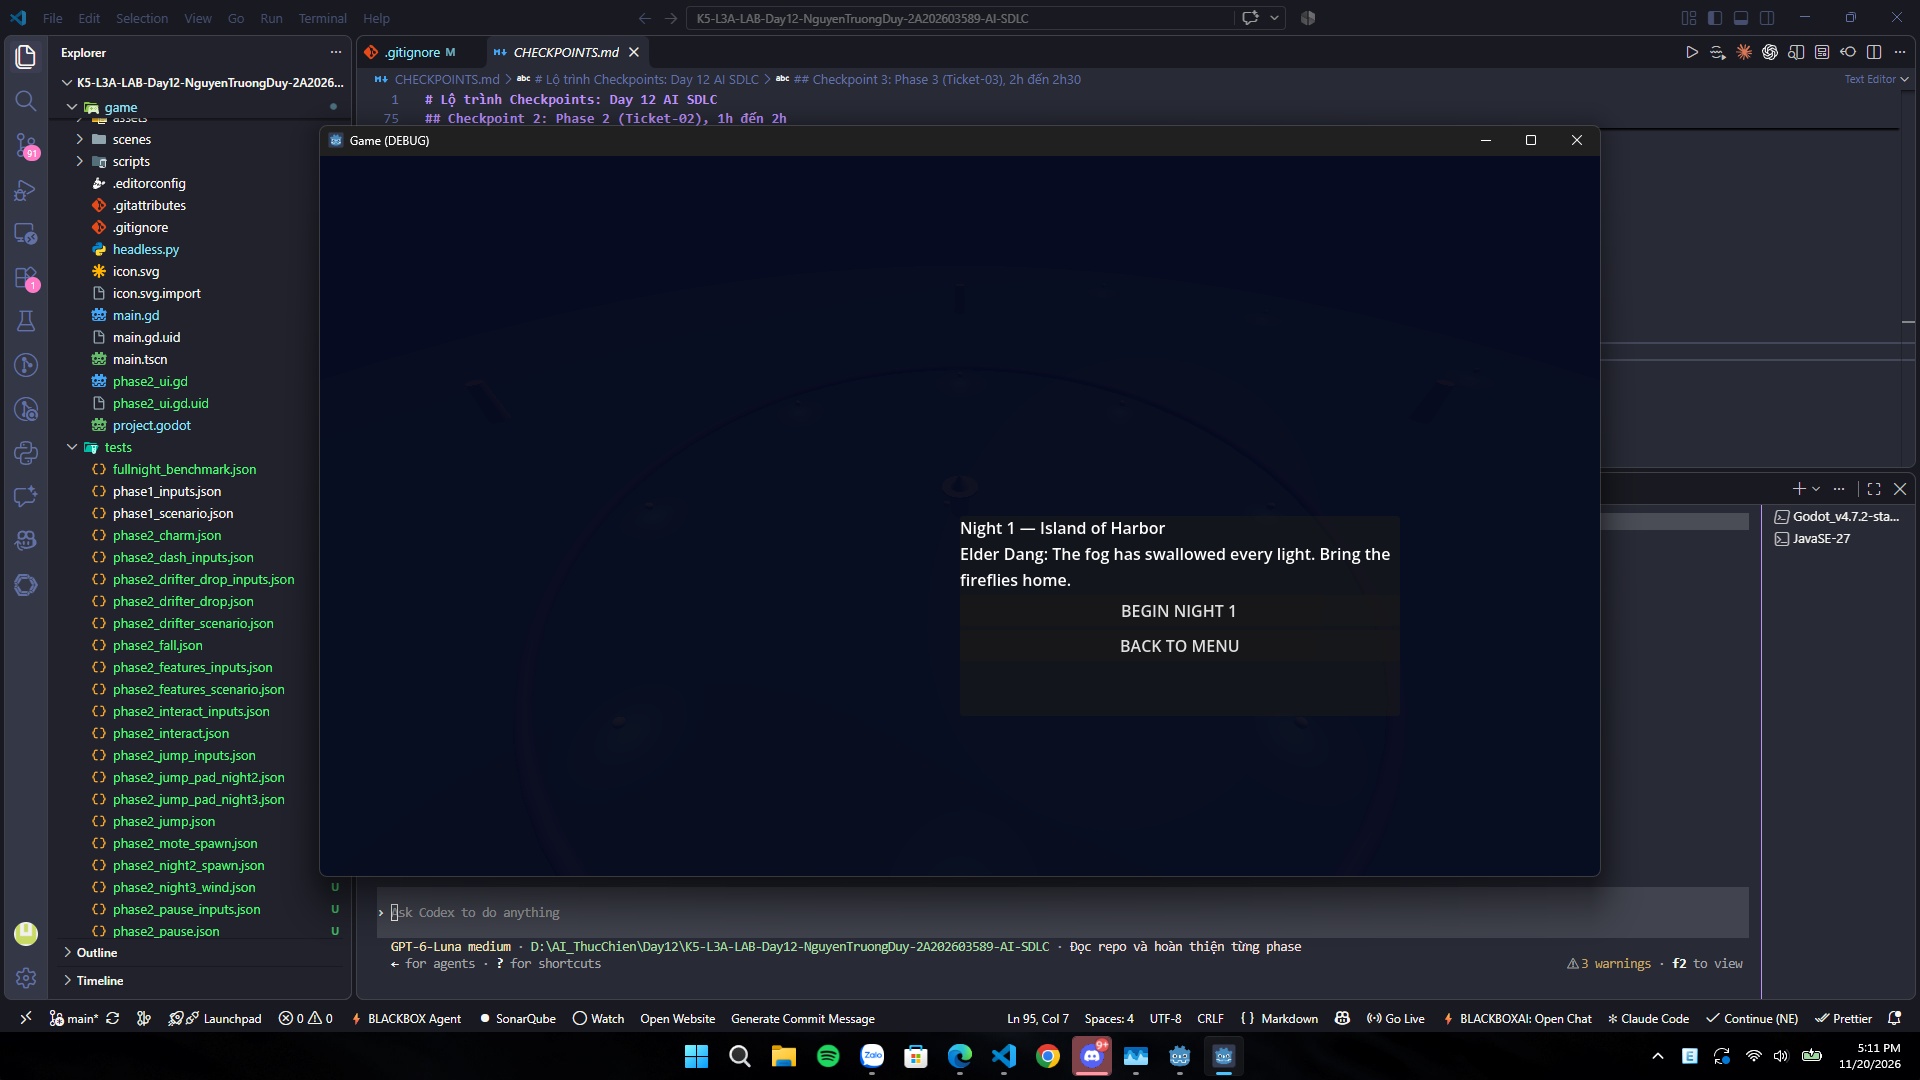 File Edit Selection View Go Run Terminal Help
K5-L3A-LAB-Day12-NguyenTruongDuy-2A202603589-AI-SDLC
Explorer
K5-L3A-LAB-Day12-NguyenTruongDuy-2A2026...
game
assets
scenes
scripts
.editorconfig
.gitattributes
.gitignore
headless.py
icon.svg
icon.svg.import
main.gd
main.gd.uid
main.tscn
phase2_ui.gd
phase2_ui.gd.uid
project.godot
tests
fullnight_benchmark.json
phase1_inputs.json
phase1_scenario.json
phase2_charm.json
phase2_dash_inputs.json
phase2_drifter_drop_inputs.json
phase2_drifter_drop.json
phase2_drifter_scenario.json
phase2_fall.json
phase2_features_inputs.json
phase2_features_scenario.json
phase2_interact_inputs.json
phase2_interact.json
phase2_jump_inputs.json
phase2_jump_pad_night2.json
phase2_jump_pad_night3.json
phase2_jump.json
phase2_mote_spawn.json
phase2_night2_spawn.json
phase2_night3_wind.json U
phase2_pause_inputs.json U
phase2_pause.json U
Outline
Timeline
91
1
.gitignore M
CHECKPOINTS.md
CHECKPOINTS.md > # Lộ trình Checkpoints: Day 12 AI SDLC > ## Checkpoint 3: Phase 3 (Ticket-03), 2h đến 2h30
Text Editor
1 # Lộ trình Checkpoints: Day 12 AI SDLC
75 ## Checkpoint 2: Phase 2 (Ticket-02), 1h đến 2h
Game (DEBUG)
Night 1 — Island of Harbor
Elder Dang: The fog has swallowed every light. Bring the
fireflies home.
BEGIN NIGHT 1
BACK TO MENU
Godot_v4.7.2-sta...
JavaSE-27
› Ask Codex to do anything
GPT-6-Luna medium · D:\AI_ThucChien\Day12\K5-L3A-LAB-Day12-NguyenTruongDuy-2A202603589-AI-SDLC · Đọc repo và hoàn thiện từng phase
← for agents · ? for shortcuts
3 warnings · f2 to view
main* Launchpad 0 0 BLACKBOX Agent SonarQube Watch Open Website Generate Commit Message
Ln 95, Col 7 Spaces: 4 UTF-8 CRLF { } Markdown Go Live BLACKBOXAI: Open Chat Claude Code Continue (NE) Prettier
Zalo
9+
E
5:11 PM
11/20/2026